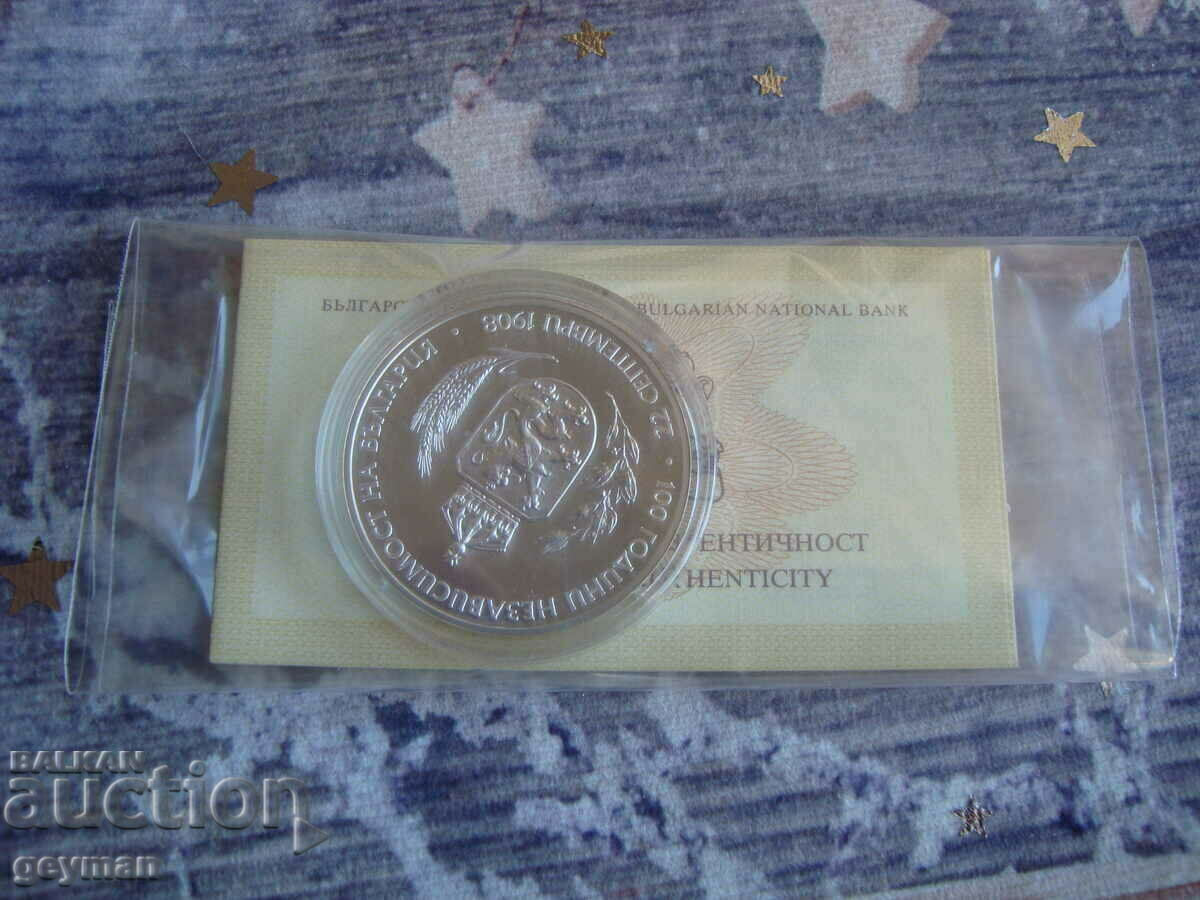 БЪЛГАРС
BULGARIAN NATIONAL BANK
100 ГОДИНИ НЕЗАВИСИМОСТ НА БЪЛГАРИЯ •
22 СЕПТЕМВРИ 1908 •
ЕНТИЧНОСТ
HENTICITY
BALKAN
auction
geyman